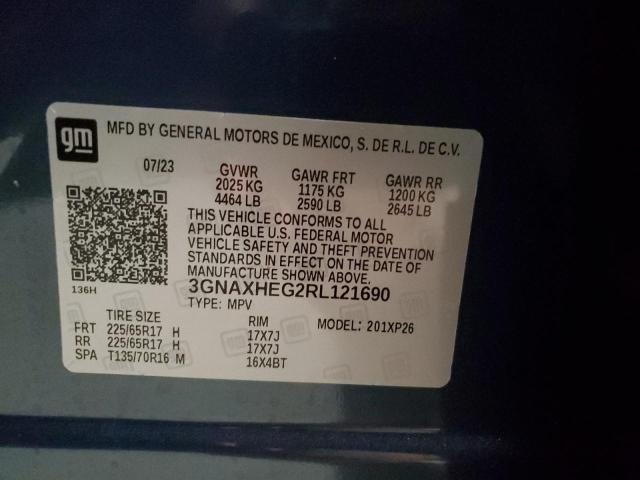 gm
MFD BY GENERAL MOTORS DE MEXICO, S. DE R.L. DE C.V.
07/23 GVWR GAWR FRT GAWR RR
2025 KG 1175 KG 1200 KG
4464 LB 2590 LB 2645 LB
THIS VEHICLE CONFORMS TO ALL
APPLICABLE U.S. FEDERAL MOTOR
VEHICLE SAFETY AND THEFT PREVENTION
STANDARDS IN EFFECT ON THE DATE OF
MANUFACTURE SHOWN ABOVE.
136H
3GNAXHEG2RL121690
TYPE: MPV
TIRE SIZE RIM MODEL: 201XP26
FRT 225/65R17 H 17X7J
RR 225/65R17 H 17X7J
SPA T135/70R16 M 16X4BT